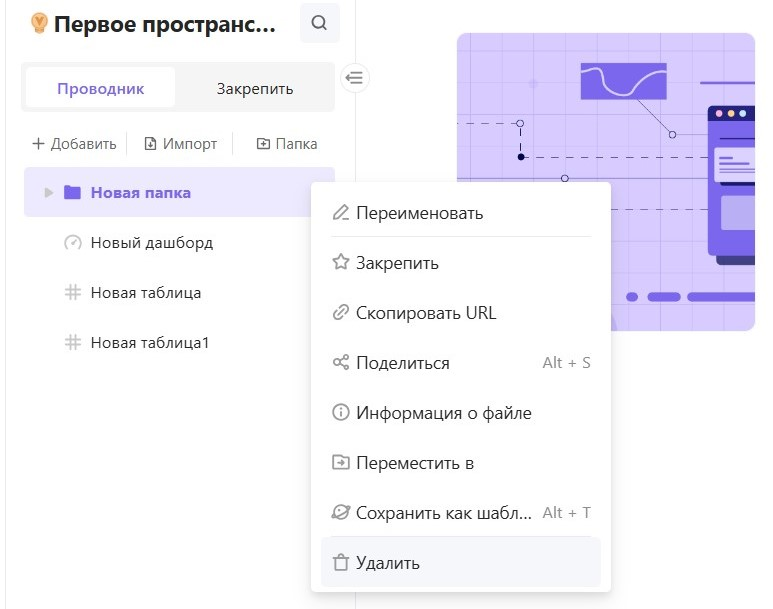 Первое пространс...
Проводник
Закрепить
Добавить
Импорт
Папка
Новая папка
Новый дашборд
Новая таблица
Новая таблица1
Переименовать
Закрепить
Скопировать URL
Поделиться Alt + S
Информация о файле
Переместить в
Сохранить как шабл... Alt + T
Удалить